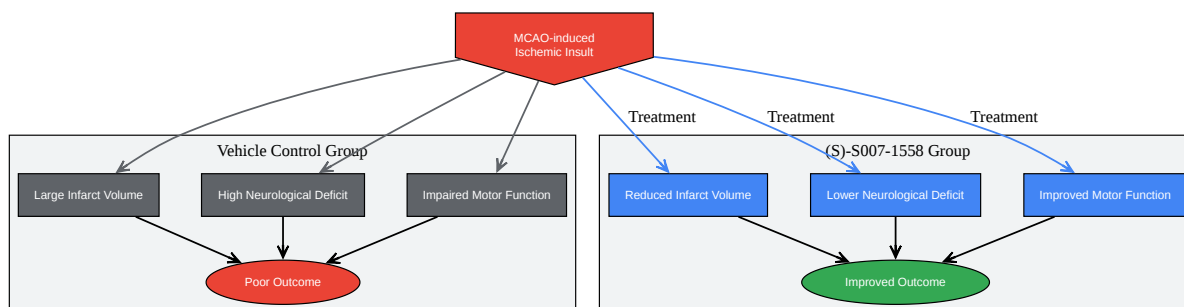 MCAO-induced
Ischemic Insult
Treatment
Treatment
Treatment
Vehicle Control Group
(S)-S007-1558 Group
Large Infarct Volume
High Neurological Deficit
Impaired Motor Function
Reduced Infarct Volume
Lower Neurological Deficit
Improved Motor Function
Poor Outcome
Improved Outcome